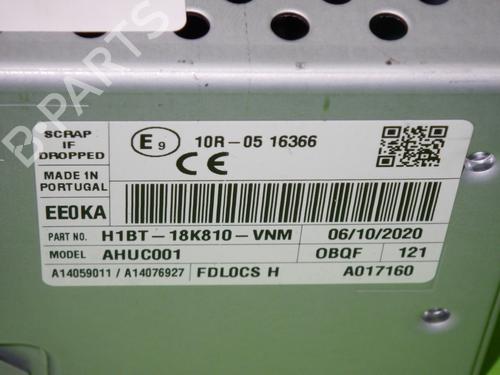 B-PARTS
SCRAP
IF
DROPPED
E9
10R-05 16366
CE
MADE IN
PORTUGAL
EE0KA
PART NO. H1BT-18K810-VNM 06/10/2020
MODEL AHUC001 OBQF 121
A14059011 / A14076927 FDLOCS H A017160